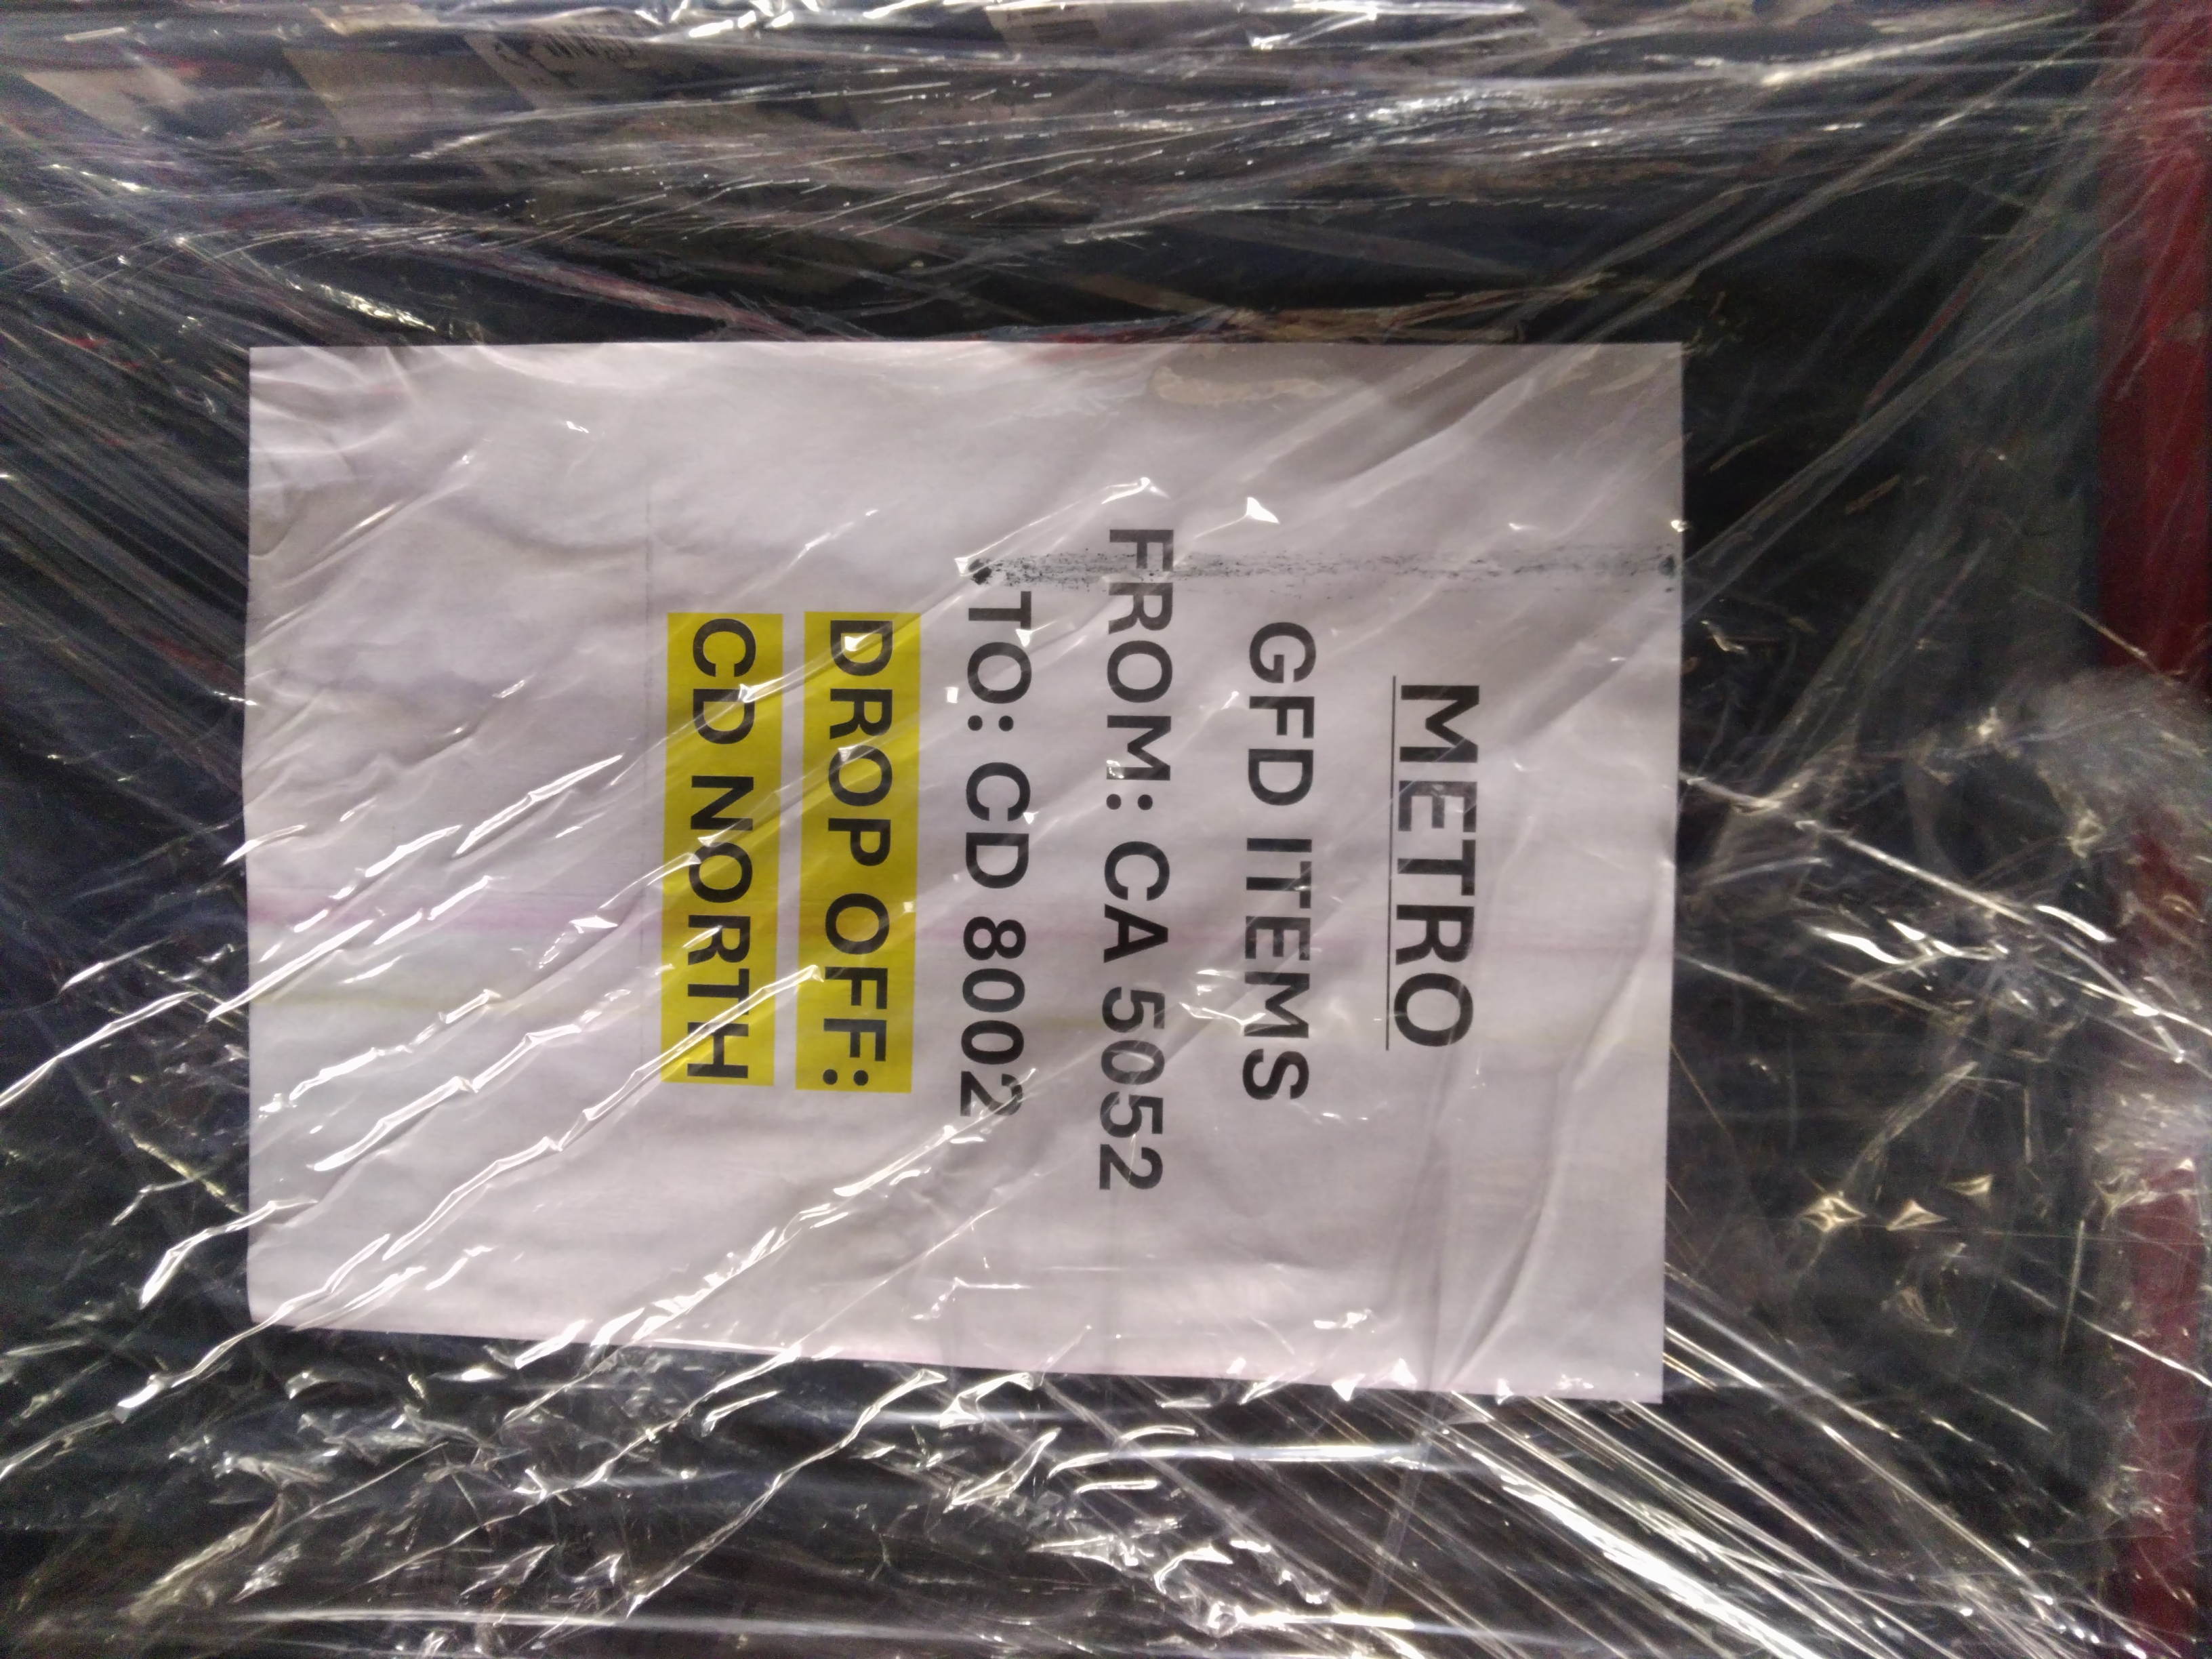 METRO
GFD ITEMS
FROM: CA 5052
TO: CD 8002
DROP OFF:
CD NORTH